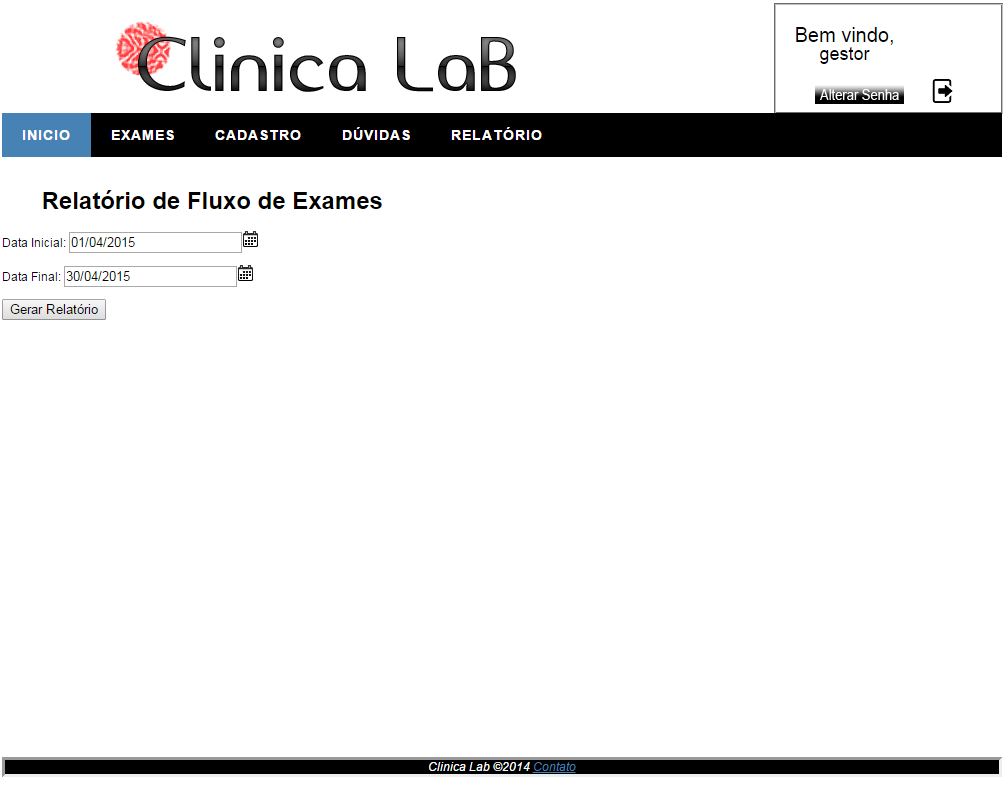 Clinica LaB
Bem vindo,
gestor
Alterar Senha
INICIO EXAMES CADASTRO DÚVIDAS RELATÓRIO
Relatório de Fluxo de Exames
Data Inicial: 01/04/2015
Data Final: 30/04/2015
Gerar Relatório
Clinica Lab ©2014 Contato